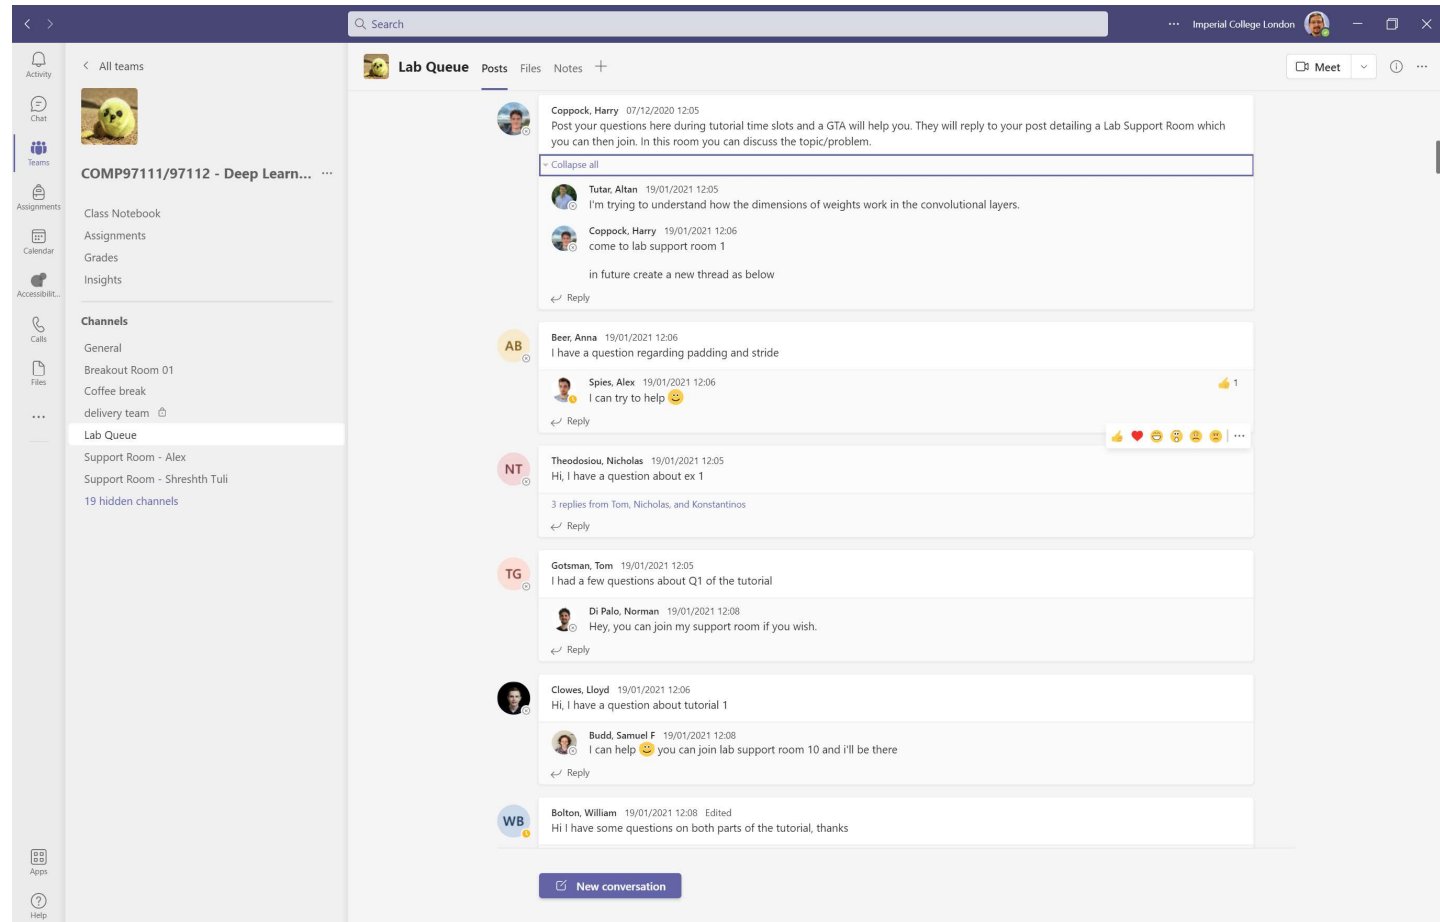 Search
Imperial College London
Activity
Chat
Teams
Assignments
Calendar
Accessibilit...
Calls
Files
Apps
Help
All teams
COMP97111/97112 - Deep Learn...
Class Notebook
Assignments
Grades
Insights
Channels
General
Breakout Room 01
Coffee break
delivery team
Lab Queue
Support Room - Alex
Support Room - Shreshth Tuli
19 hidden channels
Lab Queue Posts Files Notes
Meet
Coppock, Harry 07/12/2020 12:05
Post your questions here during tutorial time slots and a GTA will help you. They will reply to your post detailing a Lab Support Room which
you can then join. In this room you can discuss the topic/problem.
Collapse all
Tutar, Altan 19/01/2021 12:05
I'm trying to understand how the dimensions of weights work in the convolutional layers.
Coppock, Harry 19/01/2021 12:06
come to lab support room 1
in future create a new thread as below
Reply
AB
Beer, Anna 19/01/2021 12:06
I have a question regarding padding and stride
Spies, Alex 19/01/2021 12:06
1
I can try to help 😀
Reply
NT
Theodosiou, Nicholas 19/01/2021 12:05
Hi, I have a question about ex 1
3 replies from Tom, Nicholas, and Konstantinos
Reply
TG
Gotsman, Tom 19/01/2021 12:05
I had a few questions about Q1 of the tutorial
Di Palo, Norman 19/01/2021 12:08
Hey, you can join my support room if you wish.
Reply
Clowes, Lloyd 19/01/2021 12:06
Hi, I have a question about tutorial 1
Budd, Samuel F 19/01/2021 12:08
I can help 😀 you can join lab support room 10 and i'll be there
Reply
WB
Bolton, William 19/01/2021 12:08 Edited
Hi I have some questions on both parts of the tutorial, thanks
New conversation